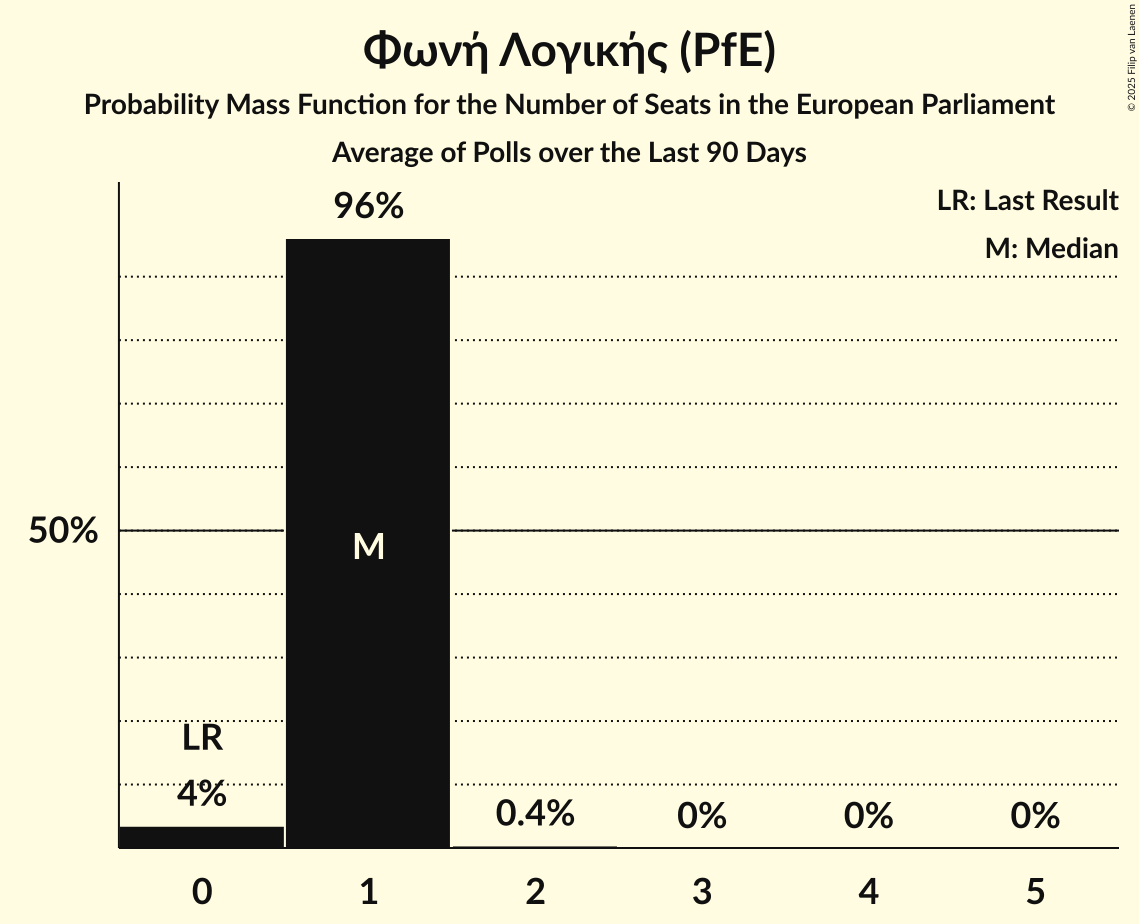 Φωνή Λογικής (PfE)
Probability Mass Function for the Number of Seats in the European Parliament
Average of Polls over the Last 90 Days
© 2025 Filip van Laenen
LR: Last Result
M: Median
96%
50%
M
LR
4%
0.4%
0%
0%
0%
0 1 2 3 4 5